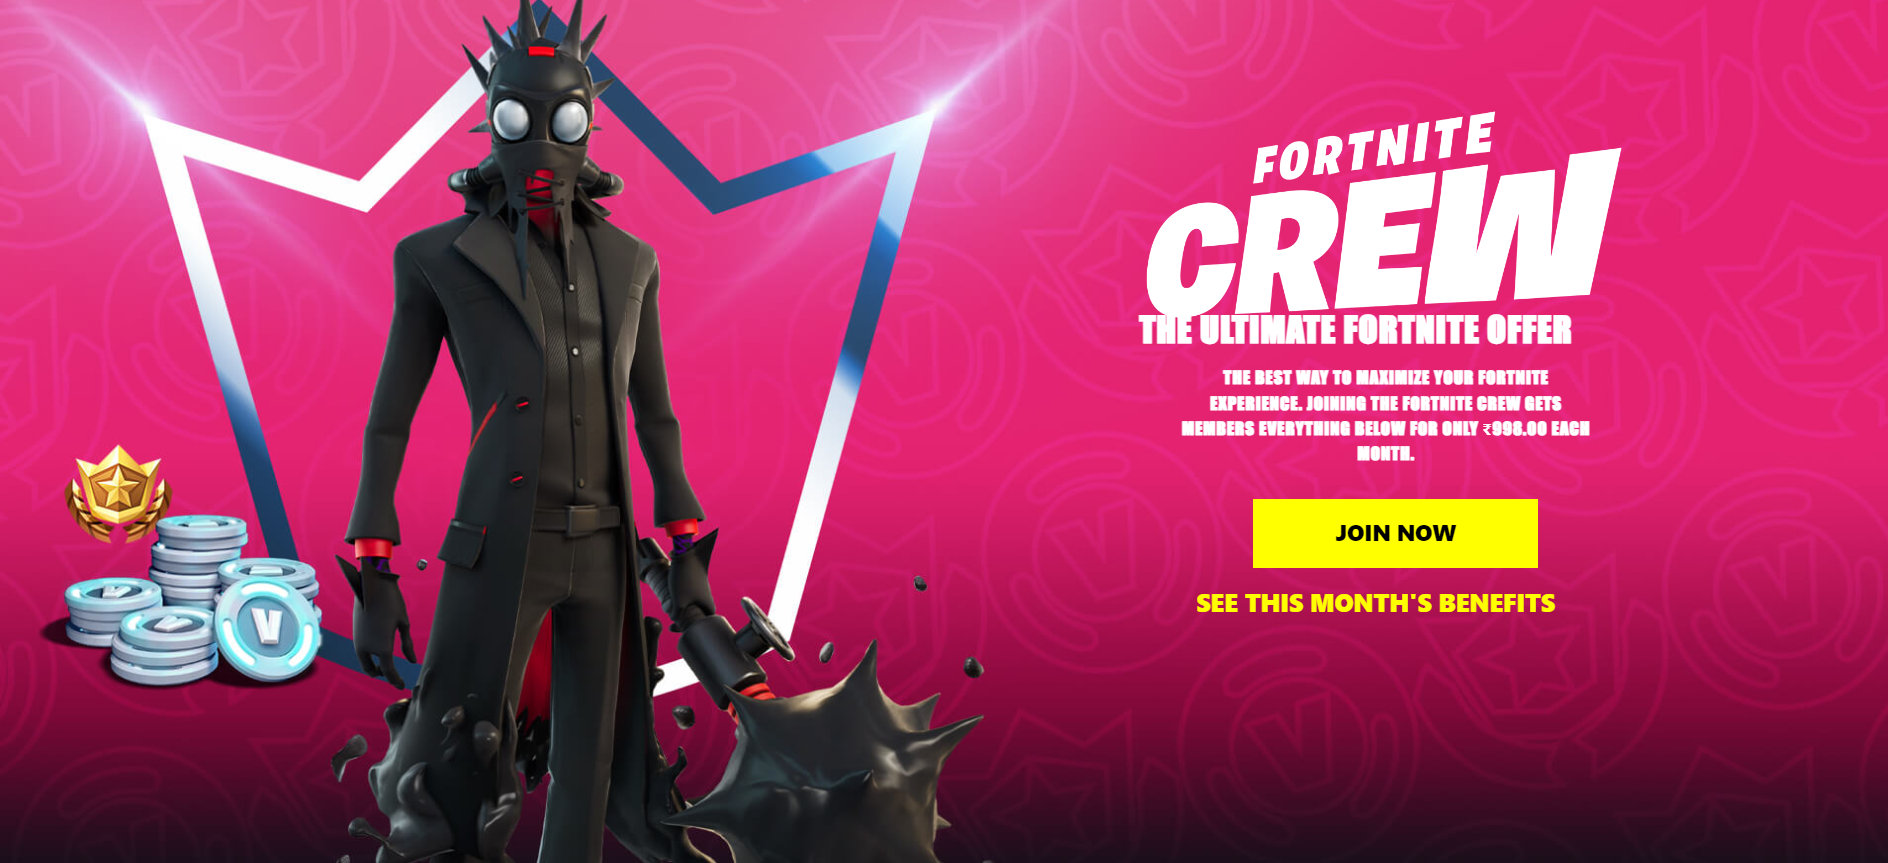 FORTNITE
CREW
THE ULTIMATE FORTNITE OFFER
THE BEST WAY TO MAXIMIZE YOUR FORTNITE
EXPERIENCE. JOINING THE FORTNITE CREW GETS
MEMBERS EVERYTHING BELOW FOR ONLY ₹998.00 EACH
MONTH.
JOIN NOW
SEE THIS MONTH'S BENEFITS
V